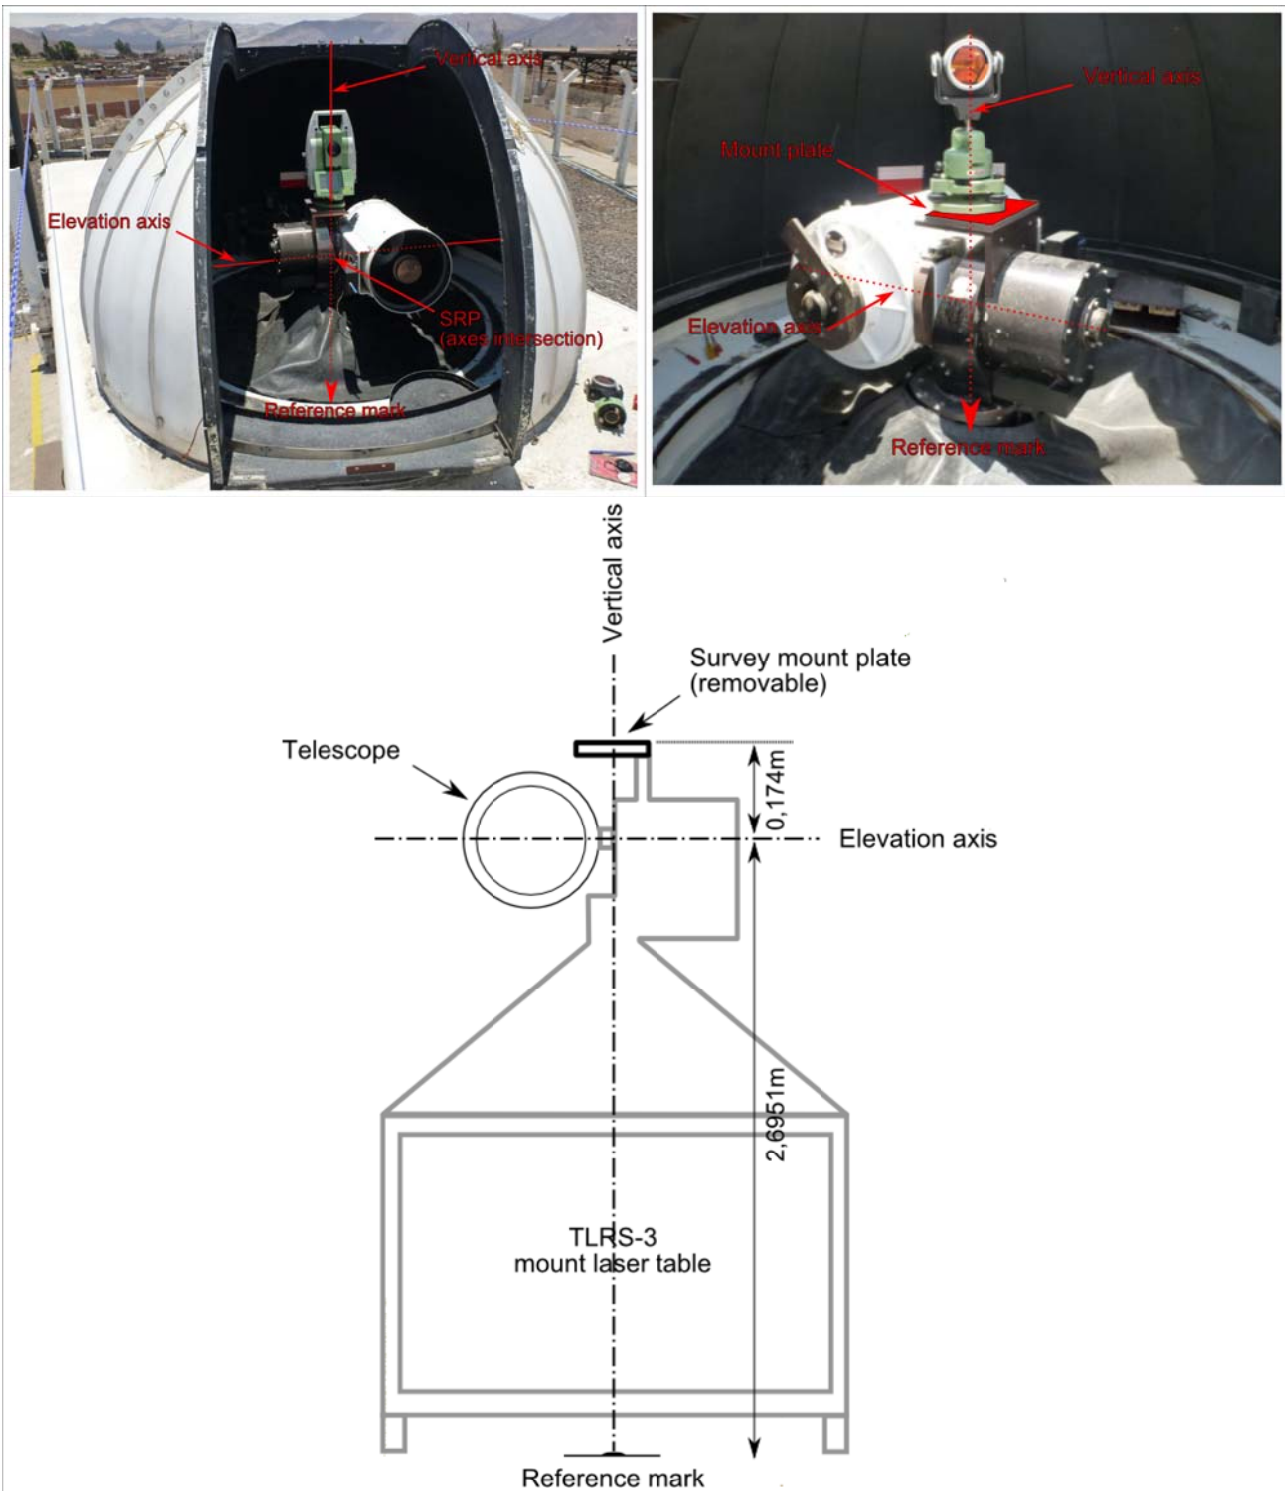 Vertical axis
Elevation axis
SRP
(axes intersection)
Reference mark
Vertical axis
Mount plate
Elevation axis
Reference mark
Vertical axis
Survey mount plate
(removable)
Telescope
0,174m
Elevation axis
2,6951m
TLRS-3
mount laser table
Reference mark